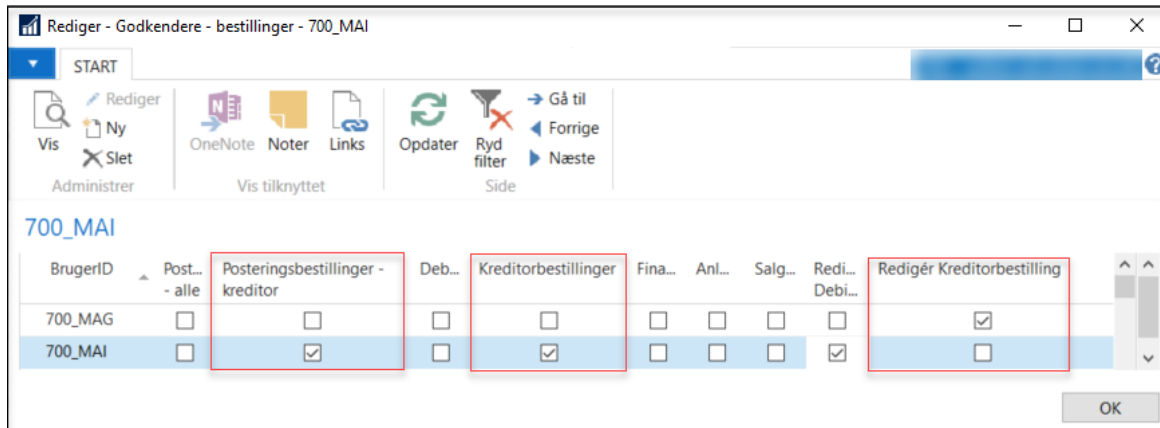 Rediger - Godkendere - bestillinger - 700_MAI
START
Vis
Rediger
Ny
Slet
Administrer
OneNote
Noter
Links
Vis tilknyttet
Opdater
Ryd
filter
Gå til
Forrige
Næste
Side
700_MAI
BrugerID
Post...
- alle
Posteringsbestillinger -
kreditor
Deb...
Kreditorbestillinger
Fina...
Anl...
Salg...
Redi...
Debi...
Redigér Kreditorbestilling
700_MAG
700_MAI
OK